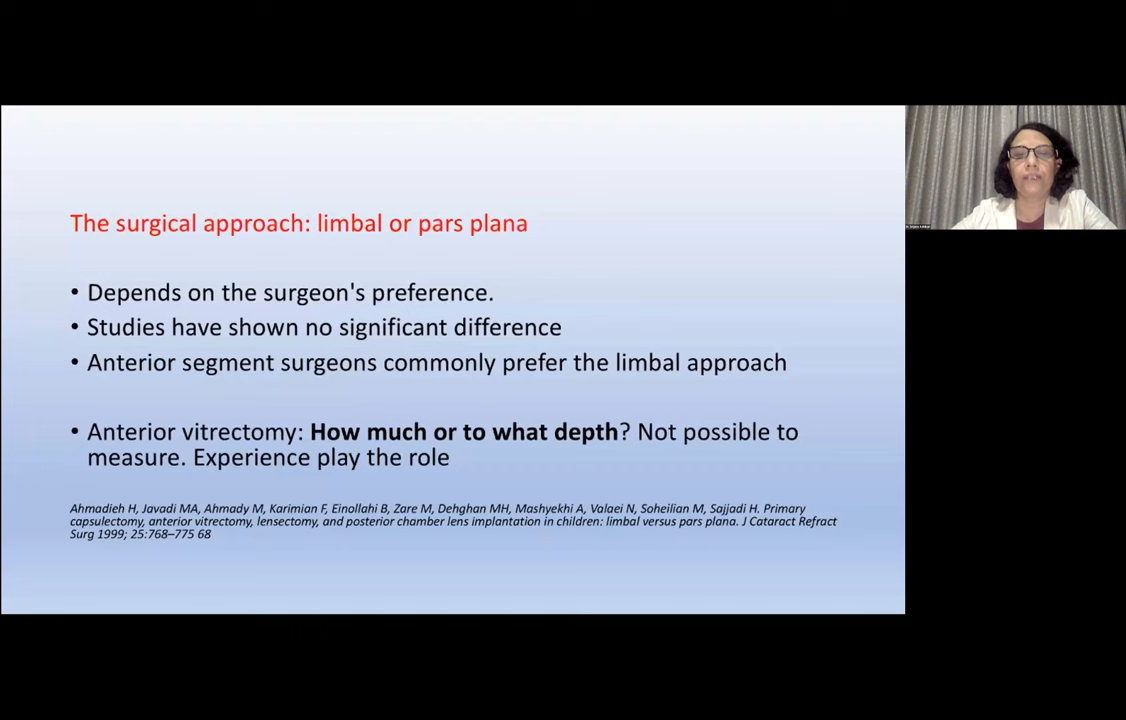 The surgical approach: limbal or pars plana
• Depends on the surgeon's preference.
• Studies have shown no significant difference
• Anterior segment surgeons commonly prefer the limbal approach
• Anterior vitrectomy: How much or to what depth? Not possible to
measure. Experience play the role
Ahmadieh H, Javadi MA, Ahmady M, Karimian F, Einollahi B, Zare M, Dehghan MH, Mashyekhi A, Valaei N, Soheilian M, Sajjadi H. Primary
capsulectomy, anterior vitrectomy, lensectomy, and posterior chamber lens implantation in children: limbal versus pars plana. J Cataract Refract
Surg 1999; 25:768–775 68